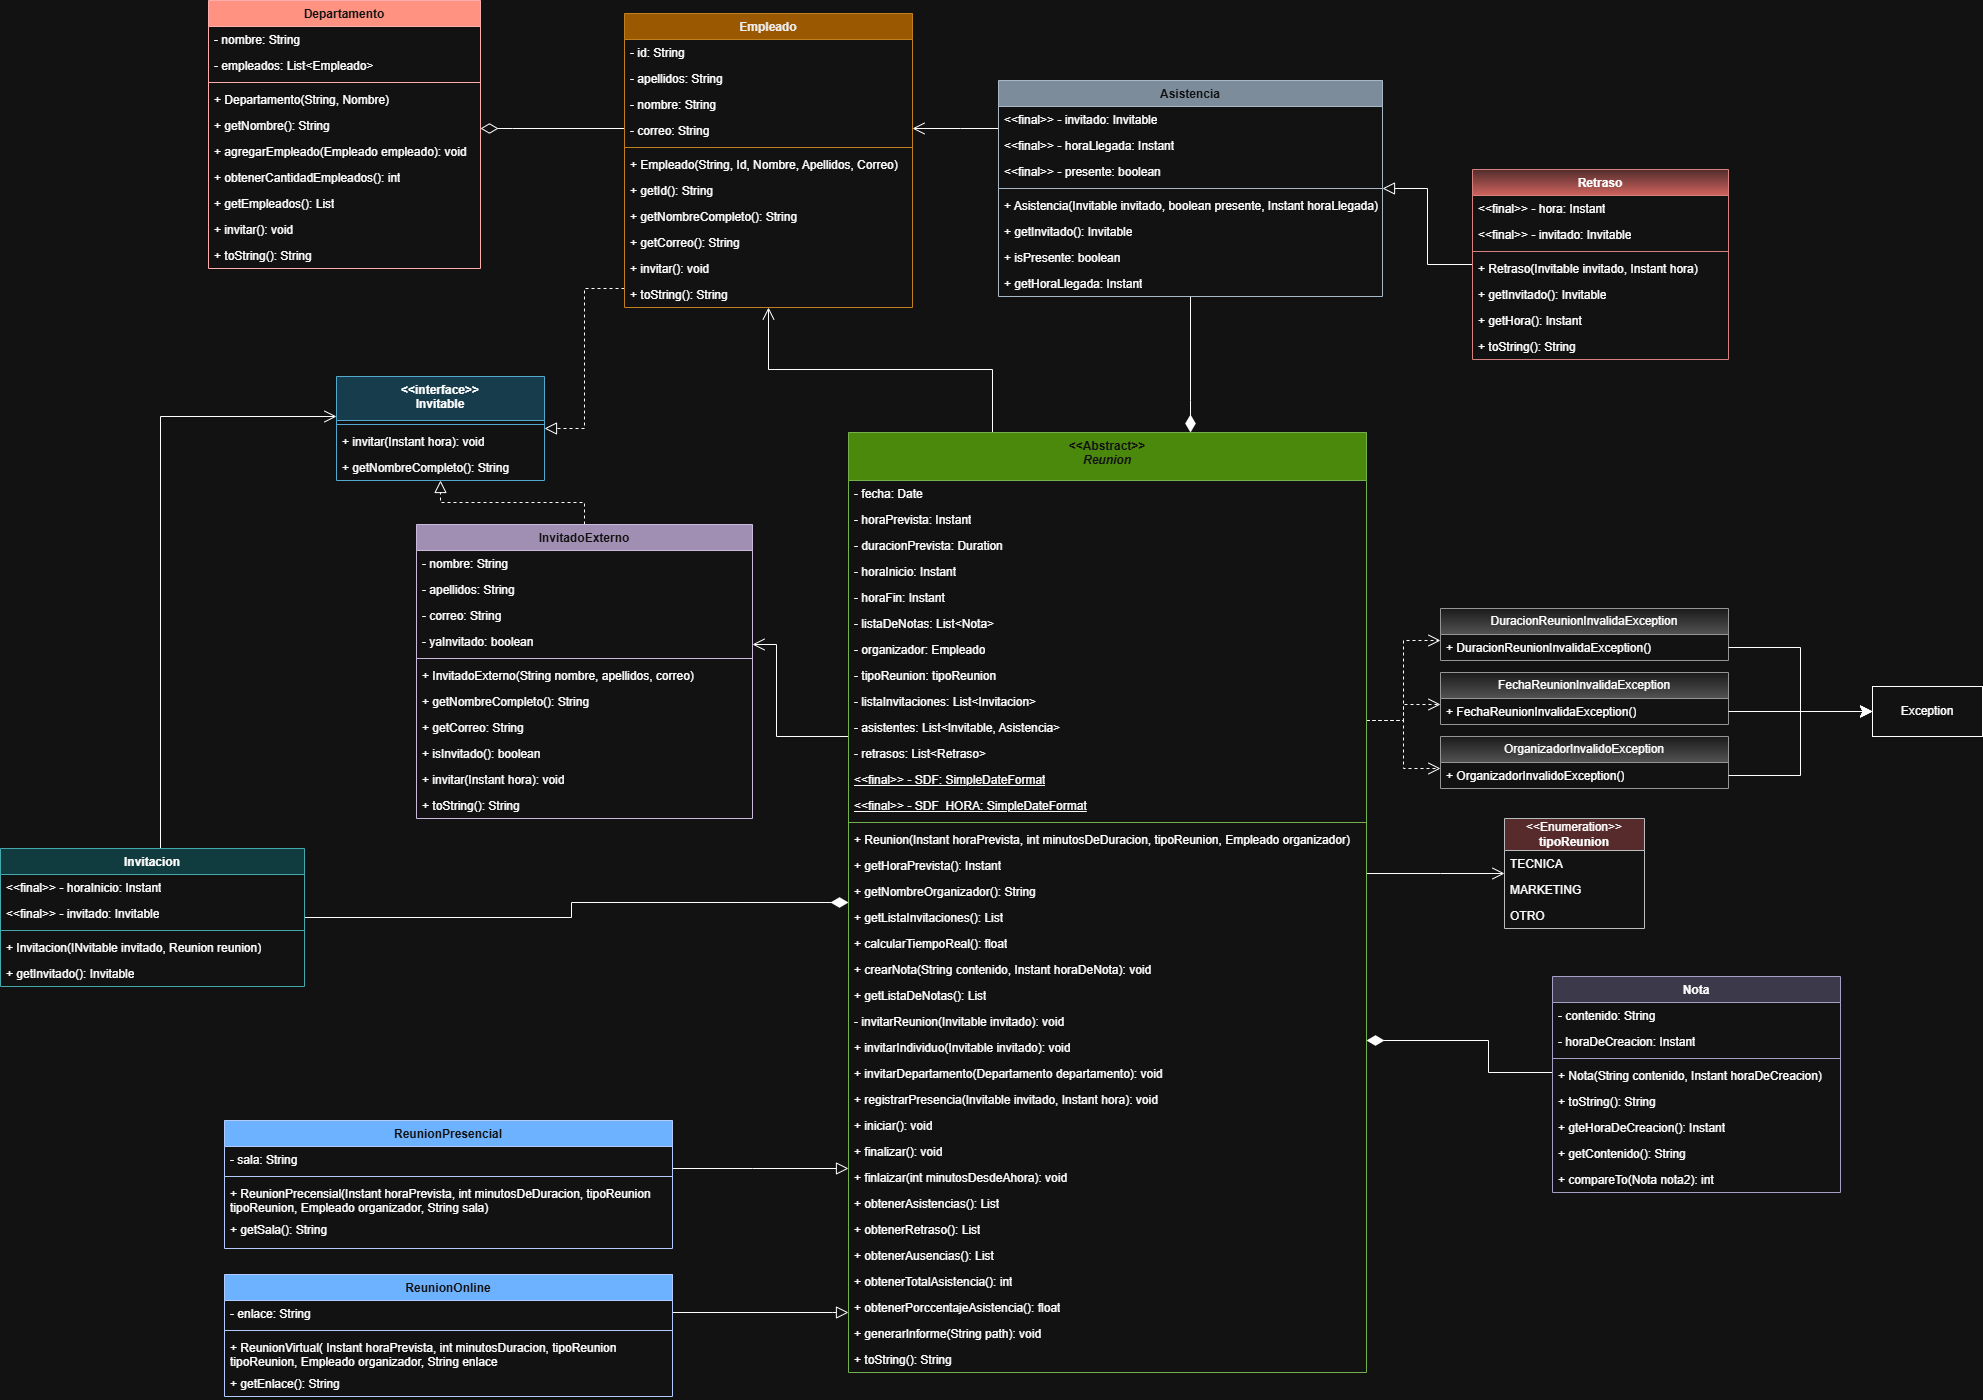 Departamento
- nombre: String
- empleados: List<Empleado>
+ Departamento(String, Nombre)
+ getNombre(): String
+ agregarEmpleado(Empleado empleado): void
+ obtenerCantidadEmpleados(): int
+ getEmpleados(): List
+ invitar(): void
+ toString(): String
Empleado
- id: String
- apellidos: String
- nombre: String
- correo: String
+ Empleado(String, Id, Nombre, Apellidos, Correo)
+ getId(): String
+ getNombreCompleto(): String
+ getCorreo(): String
+ invitar(): void
+ toString(): String
Asistencia
<<final>> - invitado: Invitable
<<final>> - horaLlegada: Instant
<<final>> - presente: boolean
+ Asistencia(Invitable invitado, boolean presente, Instant horaLlegada)
+ getInvitado(): Invitable
+ isPresente: boolean
+ getHoraLlegada: Instant
Retraso
<<final>> - hora: Instant
<<final>> - invitado: Invitable
+ Retraso(Invitable invitado, Instant hora)
+ getInvitado(): Invitable
+ getHora(): Instant
+ toString(): String
<<interface>>
Invitable
+ invitar(Instant hora): void
+ getNombreCompleto(): String
InvitadoExterno
- nombre: String
- apellidos: String
- correo: String
- yaInvitado: boolean
+ InvitadoExterno(String nombre, apellidos, correo)
+ getNombreCompleto(): String
+ getCorreo: String
+ isInvitado(): boolean
+ invitar(Instant hora): void
+ toString(): String
<<Abstract>>
Reunion
- fecha: Date
- horaPrevista: Instant
- duracionPrevista: Duration
- horaInicio: Instant
- horaFin: Instant
- listaDeNotas: List<Nota>
- organizador: Empleado
- tipoReunion: tipoReunion
- listaInvitaciones: List<Invitacion>
- asistentes: List<Invitable, Asistencia>
- retrasos: List<Retraso>
<<final>> - SDF: SimpleDateFormat
<<final>> - SDF_HORA: SimpleDateFormat
+ Reunion(Instant horaPrevista, int minutosDeDuracion, tipoReunion, Empleado organizador)
+ getHoraPrevista(): Instant
+ getNombreOrganizador(): String
+ getListaInvitaciones(): List
+ calcularTiempoReal(): float
+ crearNota(String contenido, Instant horaDeNota): void
+ getListaDeNotas(): List
- invitarReunion(Invitable invitado): void
+ invitarIndividuo(Invitable invitado): void
+ invitarDepartamento(Departamento departamento): void
+ registrarPresencia(Invitable invitado, Instant hora): void
+ iniciar(): void
+ finalizar(): void
+ finlaizar(int minutosDesdeAhora): void
+ obtenerAsistencias(): List
+ obtenerRetraso(): List
+ obtenerAusencias(): List
+ obtenerTotalAsistencia(): int
+ obtenerPorccentajeAsistencia(): float
+ generarInforme(String path): void
+ toString(): String
DuracionReunionInvalidaException
+ DuracionReunionInvalidaException()
FechaReunionInvalidaException
+ FechaReunionInvalidaException()
OrganizadorInvalidoException
+ OrganizadorInvalidoException()
Exception
<<Enumeration>>
tipoReunion
TECNICA
MARKETING
OTRO
Invitacion
<<final>> - horaInicio: Instant
<<final>> - invitado: Invitable
+ Invitacion(INvitable invitado, Reunion reunion)
+ getInvitado(): Invitable
Nota
- contenido: String
- horaDeCreacion: Instant
+ Nota(String contenido, Instant horaDeCreacion)
+ toString(): String
+ gteHoraDeCreacion(): Instant
+ getContenido(): String
+ compareTo(Nota nota2): int
ReunionPresencial
- sala: String
+ ReunionPrecensial(Instant horaPrevista, int minutosDeDuracion, tipoReunion
tipoReunion, Empleado organizador, String sala)
+ getSala(): String
ReunionOnline
- enlace: String
+ ReunionVirtual( Instant horaPrevista, int minutosDuracion, tipoReunion
tipoReunion, Empleado organizador, String enlace
+ getEnlace(): String